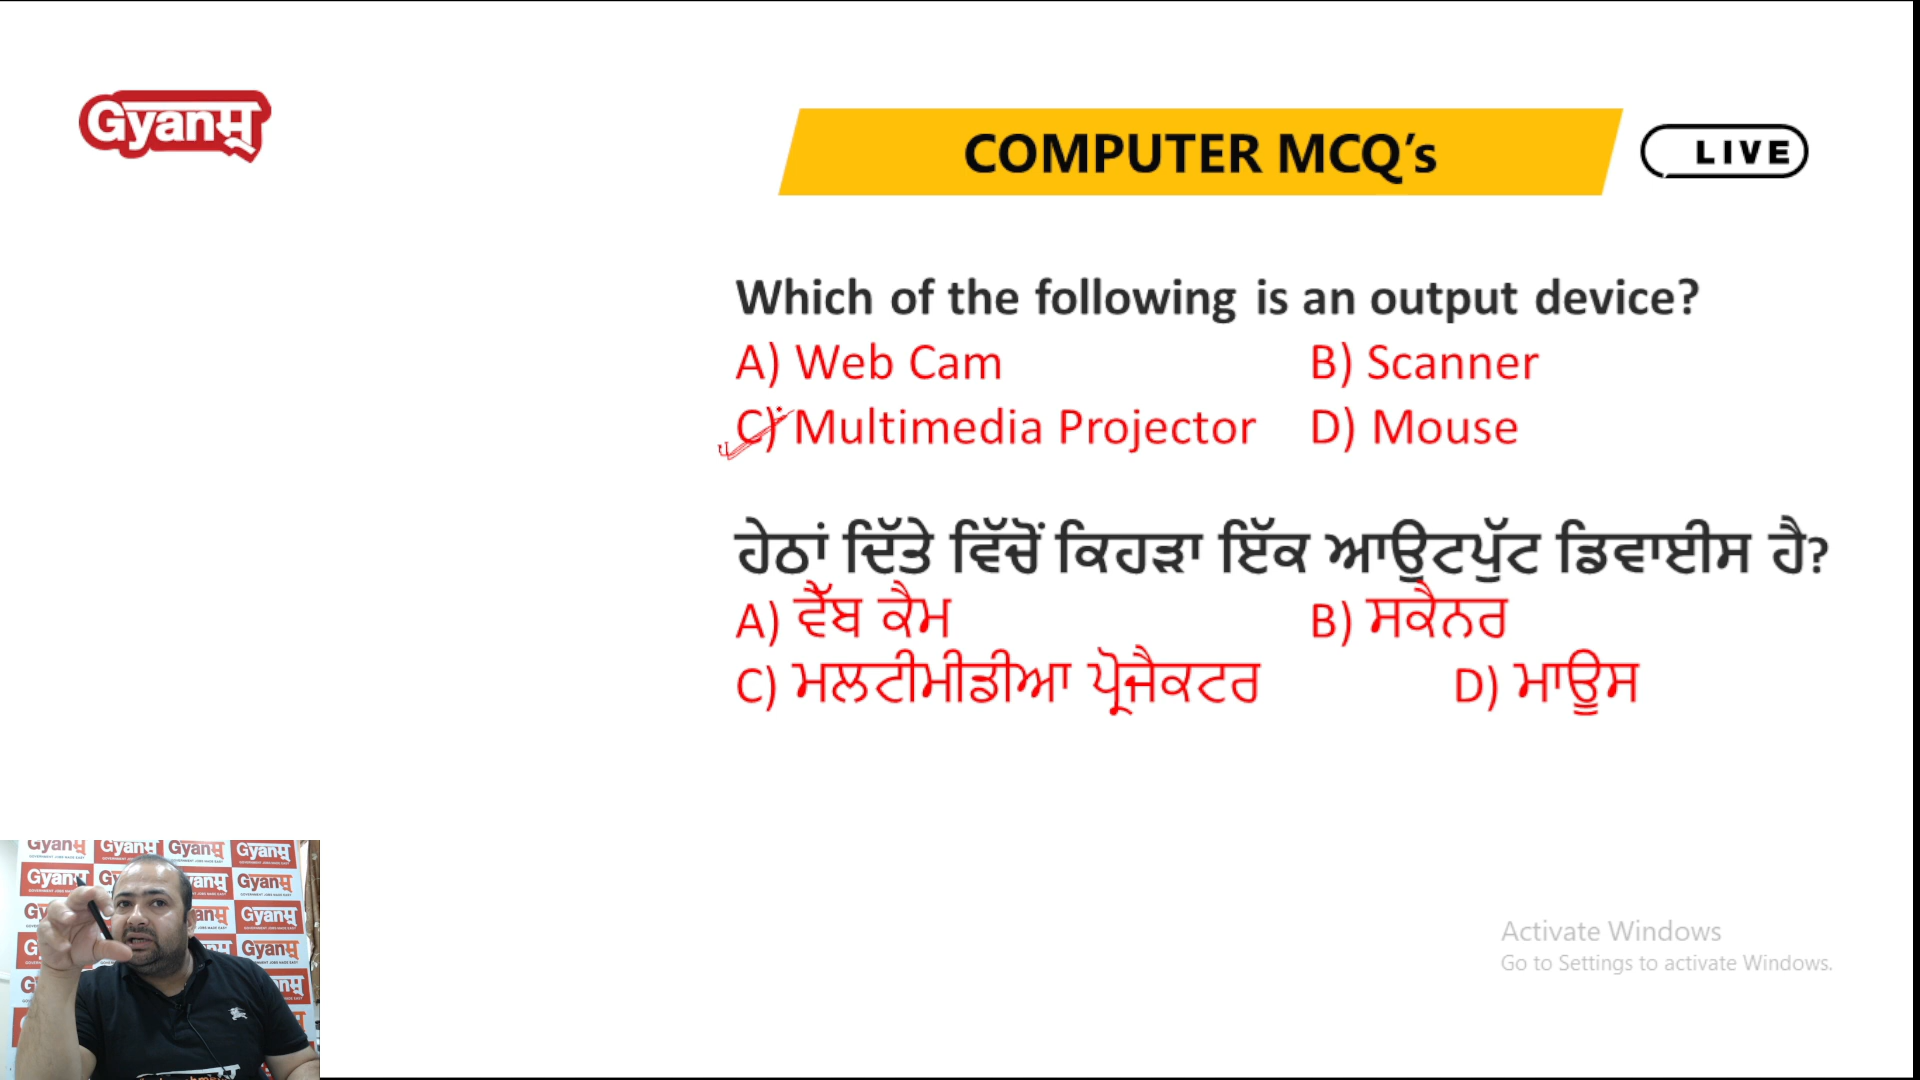 Gyanम्
COMPUTER MCQ’s
LIVE
Which of the following is an output device?
A) Web Cam B) Scanner
C) Multimedia Projector D) Mouse
ਹੇਠਾਂ ਦਿੱਤੇ ਵਿੱਚੋਂ ਕਿਹੜਾ ਇੱਕ ਆਉਟਪੁੱਟ ਡਿਵਾਈਸ ਹੈ?
A) ਵੈੱਬ ਕੈਮ B) ਸਕੈਨਰ
C) ਮਲਟੀਮੀਡੀਆ ਪ੍ਰੋਜੈਕਟਰ D) ਮਾਊਸ
Activate Windows
Go to Settings to activate Windows.